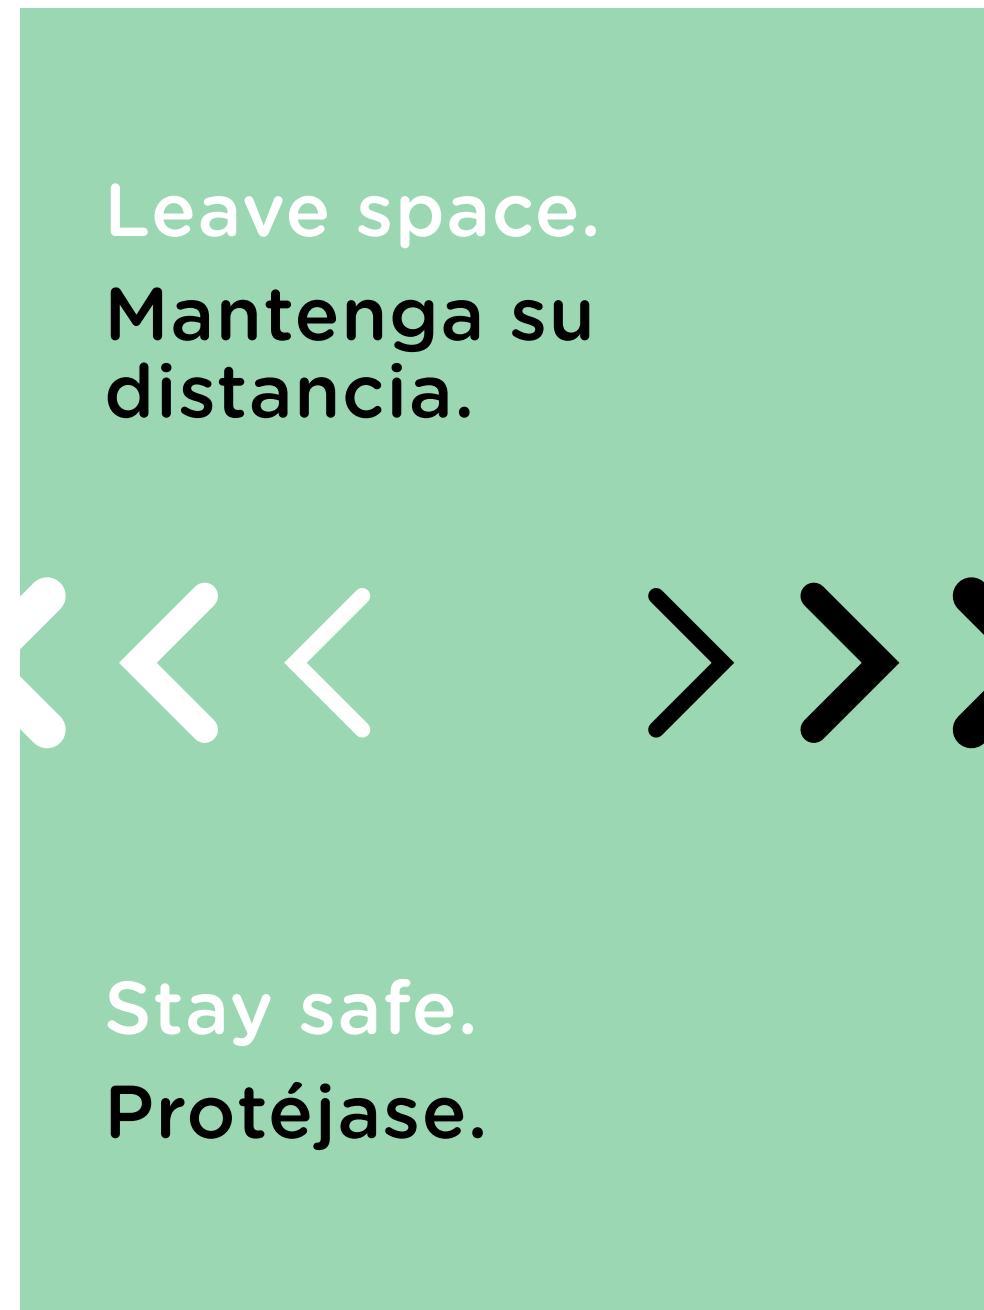 Leave space.
Mantenga su
distancia.
Stay safe.
Protéjase.